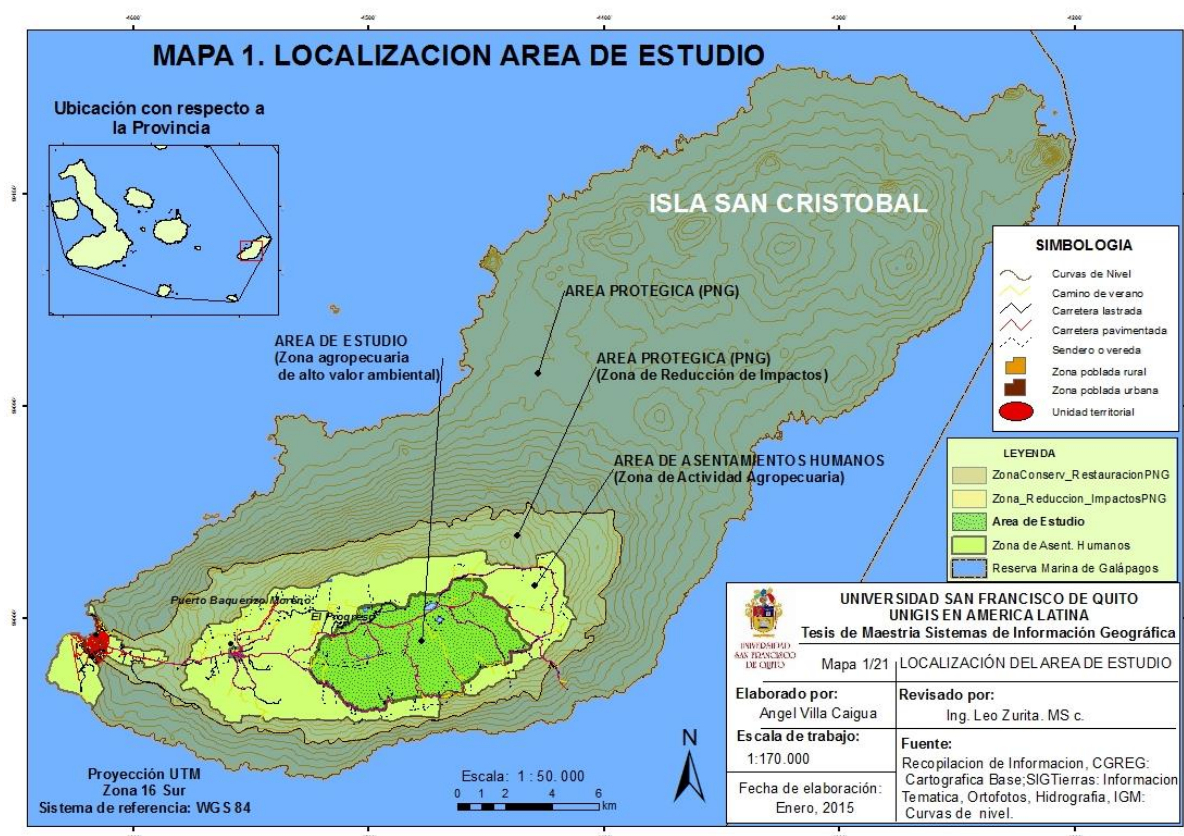 MAPA 1. LOCALIZACION AREA DE ESTUDIO
Ubicación con respecto a
la Provincia
ISLA SAN CRISTOBAL
AREA PROTEGICA (PNG)
AREA DE ESTUDIO
(Zona agropecuaria
de alto valor ambiental)
AREA PROTEGICA (PNG)
(Zona de Reducción de Impactos)
AREA DE ASENTAMIENTOS HUMANOS
(Zona de Actividad Agropecuaria)
Puerto Baquerizo Moreno
El Progreso
SIMBOLOGIA
Curvas de Nivel
Camino de verano
Carretera lastrada
Carretera pavimentada
Sendero o vereda
Zona poblada rural
Zona poblada urbana
Unidad territorial
LEYENDA
ZonaConserv_RestauracionPNG
Zona_Reduccion_ImpactosPNG
Area de Estudio
Zona de Asent. Humanos
Reserva Marina de Galápagos
UNIVERSIDAD SAN FRANCISCO DE QUITO
UNIGIS EN AMERICA LATINA
Tesis de Maestria Sistemas de Información Geográfica
UNIVERSIDAD
SAN FRANCISCO
DE QUITO
Mapa 1/21
LOCALIZACIÓN DEL AREA DE ESTUDIO
Elaborado por:
Angel Villa Caigua
Revisado por:
Ing. Leo Zurita. MS c.
Escala de trabajo:
1:170.000
Fecha de elaboración:
Enero, 2015
Fuente:
Recopilacion de Informacion, CGREG:
Cartografica Base;SIGTierras: Informacion
Tematica, Ortofotos, Hidrografia, IGM:
Curvas de nivel.
Proyección UTM
Zona 16 Sur
Sistema de referencia: WGS 84
Escala: 1 : 50. 000
0 1 2 4 6
km
N